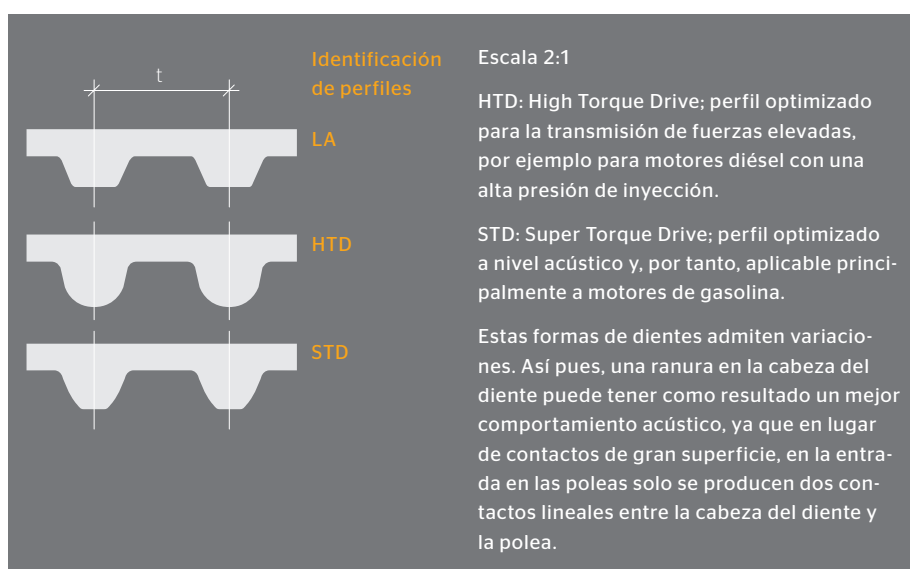 t
Identificación
de perfiles
LA
HTD
STD
Escala 2:1
HTD: High Torque Drive; perfil optimizado
para la transmisión de fuerzas elevadas,
por ejemplo para motores diésel con una
alta presión de inyección.
STD: Super Torque Drive; perfil optimizado
a nivel acústico y, por tanto, aplicable princi-
palmente a motores de gasolina.
Estas formas de dientes admiten variacio-
nes. Así pues, una ranura en la cabeza del
diente puede tener como resultado un mejor
comportamiento acústico, ya que en lugar
de contactos de gran superficie, en la entra-
da en las poleas solo se producen dos con-
tactos lineales entre la cabeza del diente y
la polea.